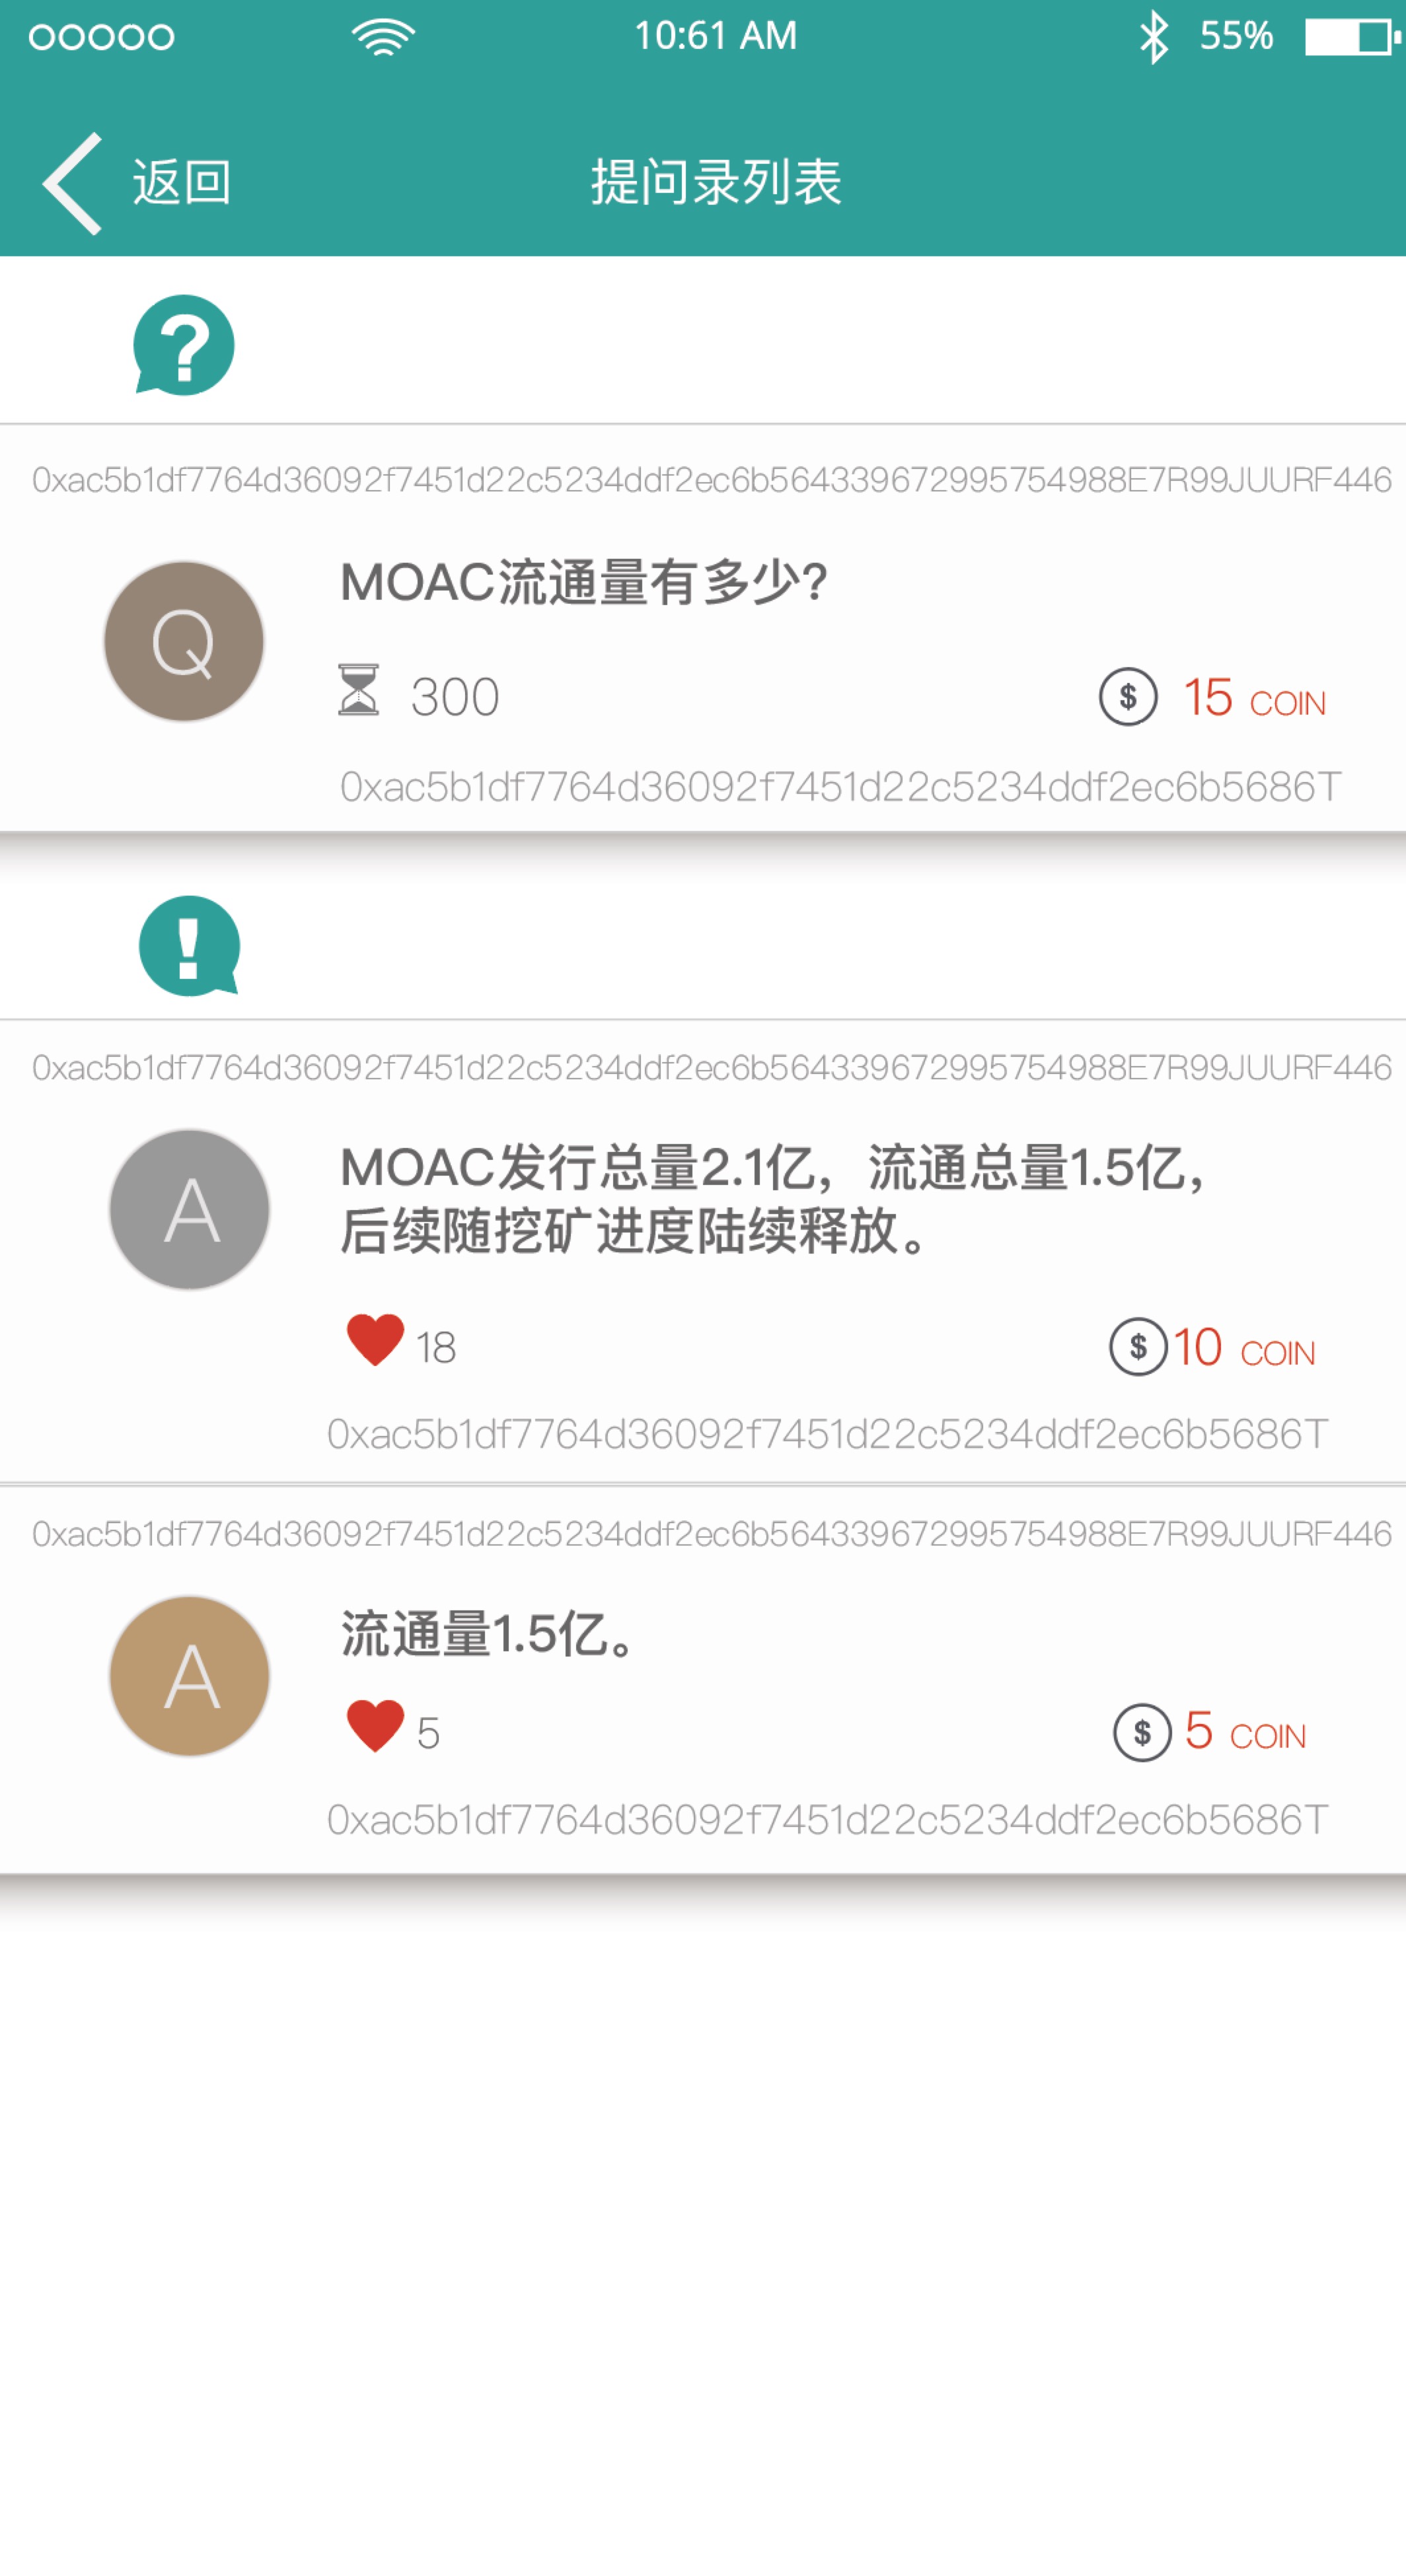 10:61 AM 55%
返回 提问录列表
?
0xac5b1df7764d36092f7451d22c5234ddf2ec6b564339672995754988E7R99JUURF446
MOAC流通量有多少?
Q
300 $ 15 COIN
0xac5b1df7764d36092f7451d22c5234ddf2ec6b5686T
!
0xac5b1df7764d36092f7451d22c5234ddf2ec6b564339672995754988E7R99JUURF446
MOAC发行总量2.1亿，流通总量1.5亿，
A
后续随挖矿进度陆续释放。
18 $ 10 COIN
0xac5b1df7764d36092f7451d22c5234ddf2ec6b5686T
0xac5b1df7764d36092f7451d22c5234ddf2ec6b564339672995754988E7R99JUURF446
流通量1.5亿。
A
5 $ 5 COIN
0xac5b1df7764d36092f7451d22c5234ddf2ec6b5686T